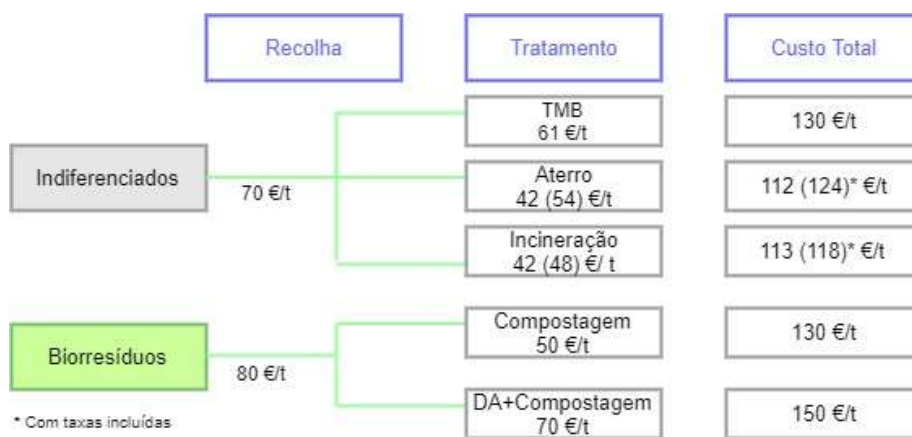 Recolha
Tratamento
Custo Total
Indiferenciados
70 €/t
TMB
61 €/t
130 €/t
Aterro
42 (54) €/t
112 (124)* €/t
Incineração
42 (48) €/ t
113 (118)* €/t
Biorresíduos
80 €/t
Compostagem
50 €/t
130 €/t
DA+Compostagem
70 €/t
150 €/t
* Com taxas incluídas